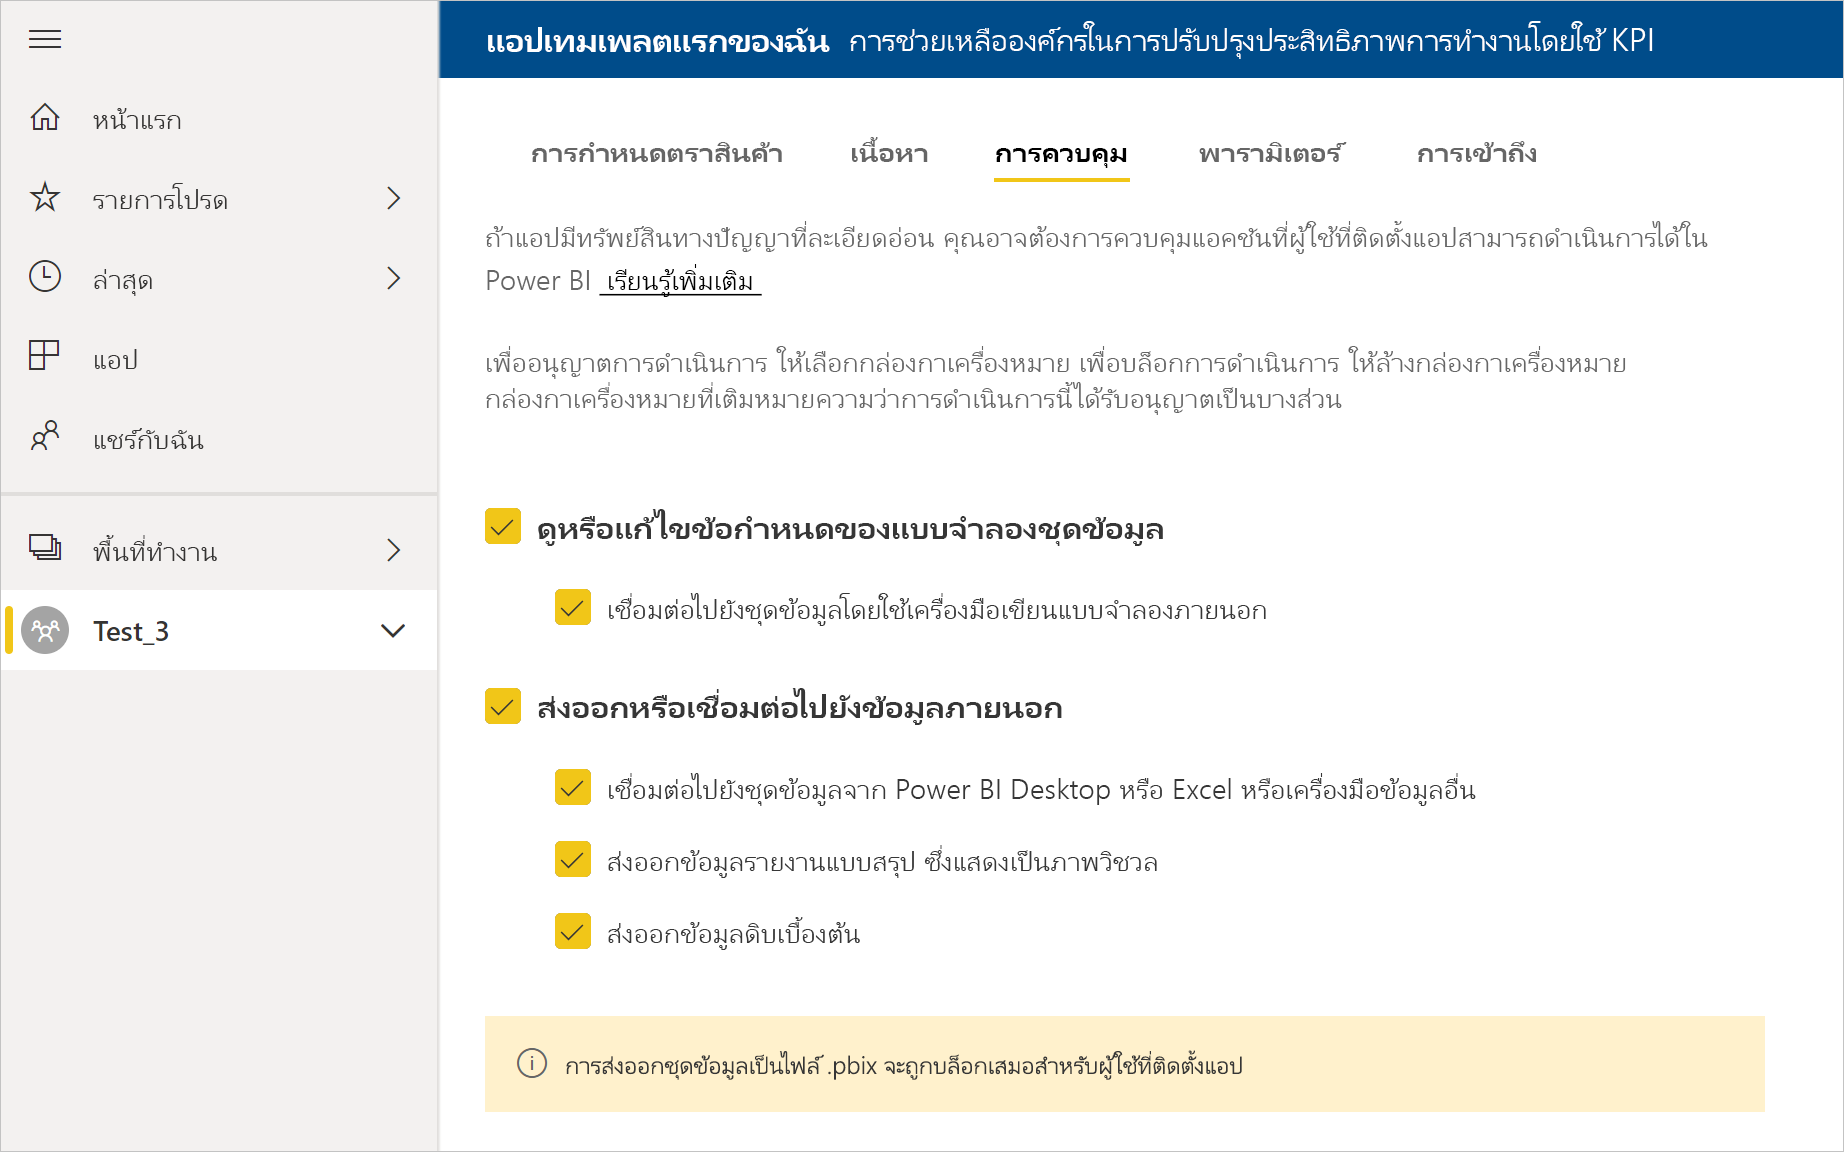 แอปเทมเพลตแรกของฉัน การช่วยเหลือองค์กรในการปรับปรุงประสิทธิภาพการทำงานโดยใช้ KPI
หน้าแรก
รายการโปรด
ล่าสุด
แอป
แชร์กับฉัน
พื้นที่ทำงาน
Test_3
การกำหนดตราสินค้า เนื้อหา การควบคุม พารามิเตอร์ การเข้าถึง
ถ้าแอปมีทรัพย์สินทางปัญญาที่ละเอียดอ่อน คุณอาจต้องการควบคุมแอคชันที่ผู้ใช้ที่ติดตั้งแอปสามารถดำเนินการได้ใน
Power BI เรียนรู้เพิ่มเติม
เพื่ออนุญาตการดำเนินการ ให้เลือกกล่องกาเครื่องหมาย เพื่อบล็อกการดำเนินการ ให้ล้างกล่องกาเครื่องหมาย
กล่องกาเครื่องหมายที่เติมหมายความว่าการดำเนินการนี้ได้รับอนุญาตเป็นบางส่วน
ดูหรือแก้ไขข้อกำหนดของแบบจำลองชุดข้อมูล
เชื่อมต่อไปยังชุดข้อมูลโดยใช้เครื่องมือเขียนแบบจำลองภายนอก
ส่งออกหรือเชื่อมต่อไปยังข้อมูลภายนอก
เชื่อมต่อไปยังชุดข้อมูลจาก Power BI Desktop หรือ Excel หรือเครื่องมือข้อมูลอื่น
ส่งออกข้อมูลรายงานแบบสรุป ซึ่งแสดงเป็นภาพวิชวล
ส่งออกข้อมูลดิบเบื้องต้น
การส่งออกชุดข้อมูลเป็นไฟล์ .pbix จะถูกบล็อกเสมอสำหรับผู้ใช้ที่ติดตั้งแอป